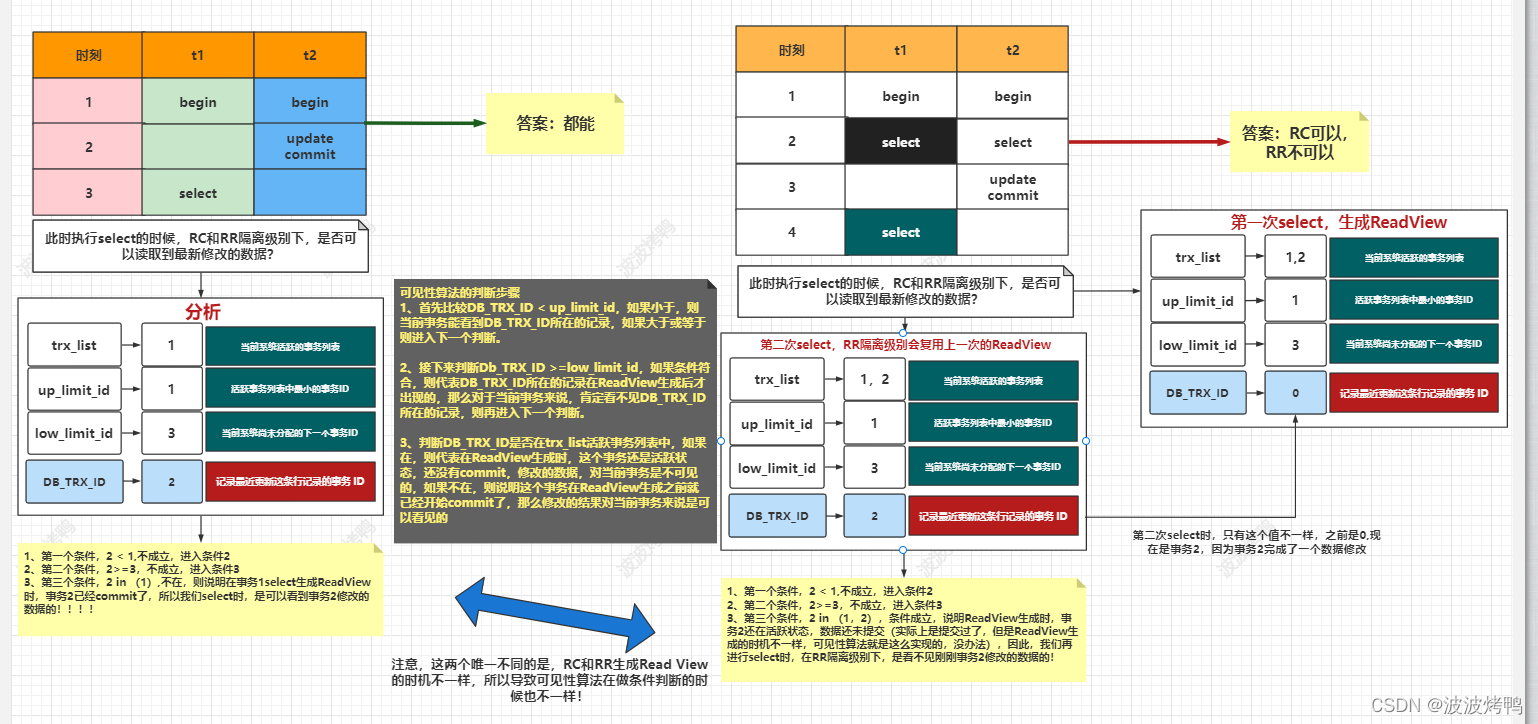 时刻 t1 t2
1 begin begin
2 update
commit
3 select
答案：都能
此时执行select的时候，RC和RR隔离级别下，是否可
以读取到最新修改的数据？
分析
trx_list 1 当前系统活跃的事务列表
up_limit_id 1 活跃事务列表中最小的事务ID
low_limit_id 3 当前系统尚未分配的下一个事务ID
DB_TRX_ID 2 记录最近更新这条行记录的事务 ID
1、第一个条件，2 < 1,不成立，进入条件2
2、第二个条件，2>=3，不成立，进入条件3
3、第三个条件，2 in （1）,不在，则说明在事务1select生成ReadView
时，事务2已经commit了，所以我们select时，是可以看到事务2修改的
数据的！！！！
可见性算法的判断步骤
1、首先比较DB_TRX_ID < up_limit_id，如果小于，则
当前事务能看到DB_TRX_ID所在的记录，如果大于或等于
则进入下一个判断。
2、接下来判断Db_TRX_ID >=low_limit_id，如果条件符
合，则代表DB_TRX_ID所在的记录在ReadView生成后才
出现的，那么对于当前事务来说，肯定看不见DB_TRX_ID
所在的记录，则再进入下一个判断。
3、判断DB_TRX_ID是否在trx_list活跃事务列表中，如果
在，则代表在ReadView生成时，这个事务还是活跃状
态，还没有commit，修改的数据，对当前事务是不可见
的，如果不在，则说明这个事务在ReadView生成之前就
已经开始commit了，那么修改的结果对当前事务来说是可
以看见的
注意，这两个唯一不同的是，RC和RR生成Read View
的时机不一样，所以导致可见性算法在做条件判断的时
候也不一样！
时刻 t1 t2
1 begin begin
2 select select
3 update
commit
4 select
答案：RC可以，
RR不可以
此时执行select的时候，RC和RR隔离级别下，是否可
以读取到最新修改的数据？
第二次select，RR隔离级别会复用上一次的ReadView
trx_list 1，2 当前系统活跃的事务列表
up_limit_id 1 活跃事务列表中最小的事务ID
low_limit_id 3 当前系统尚未分配的下一个事务ID
DB_TRX_ID 2 记录最近更新这条行记录的事务 ID
1、第一个条件，2 < 1,不成立，进入条件2
2、第二个条件，2>=3，不成立，进入条件3
3、第三个条件，2 in （1，2），条件成立，说明ReadView生成时，事
务2还在活跃状态，数据还未提交（实际上是提交过了，但是ReadView生
成的时机不一样，可见性算法就是这么实现的，没办法），因此，我们再
进行select时，在RR隔离级别下，是看不见刚刚事务2修改的数据的！
第一次select，生成ReadView
trx_list 1,2 当前系统活跃的事务列表
up_limit_id 1 活跃事务列表中最小的事务ID
low_limit_id 3 当前系统尚未分配的下一个事务ID
DB_TRX_ID 0 记录最近更新这条行记录的事务 ID
第二次select时，只有这个值不一样，之前是0,现
在是事务2，因为事务2完成了一个数据修改
波波烤鸭
波波烤鸭
波波烤鸭
波波烤鸭
CSDN @波波烤鸭